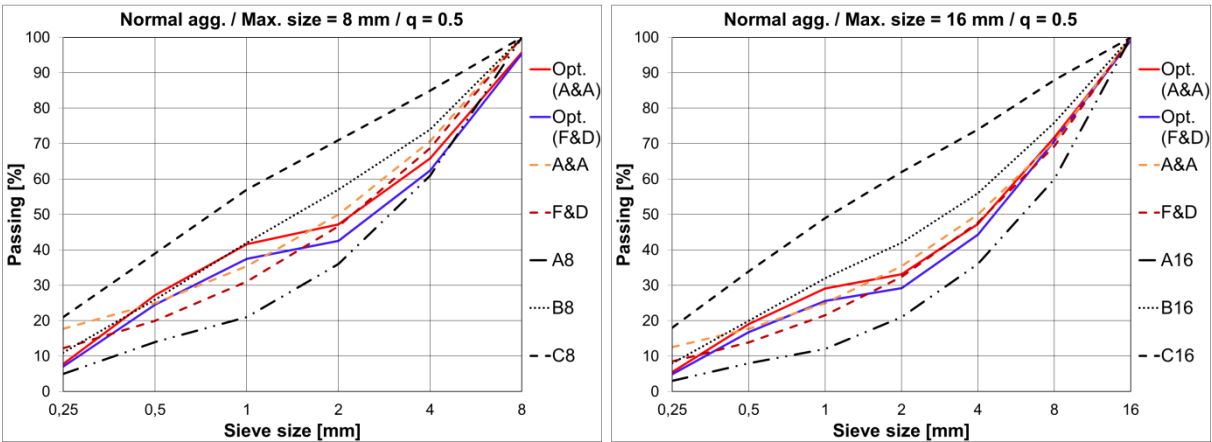 Normal agg. / Max. size = 8 mm / q = 0.5
Passing [%]
100
90
80
70
60
50
40
30
20
10
0
0,25 0,5 1 2 4 8
Sieve size [mm]
Opt.
(A&A)
Opt.
(F&D)
A&A
F&D
A8
B8
C8
Normal agg. / Max. size = 16 mm / q = 0.5
Passing [%]
100
90
80
70
60
50
40
30
20
10
0
0,25 0,5 1 2 4 8 16
Sieve size [mm]
Opt.
(A&A)
Opt.
(F&D)
A&A
F&D
A16
B16
C16